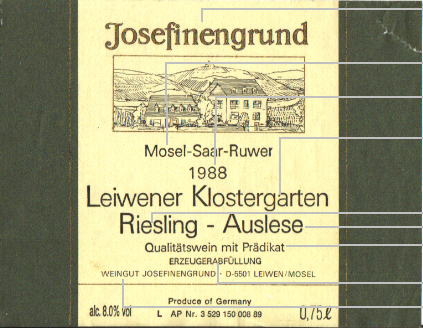 Josefinengrund
Mosel-Saar-Ruwer
1988
Leiwener Klostergarten
Riesling - Auslese
Qualitätswein mit Prädikat
ERZEUGERABFÜLLUNG
WEINGUT JOSEFINENGRUND · D-5501 LEIWEN/MOSEL
Produce of Germany
alc. 8.0% vol L AP Nr. 3 529 150 008 89 0,75 l